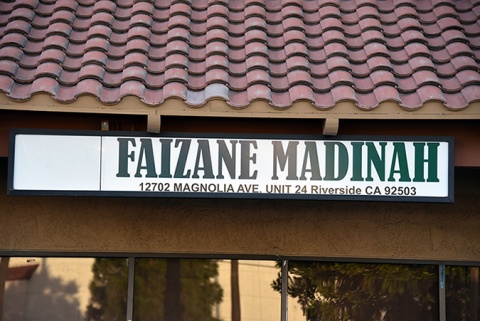 FAIZANE MADINAH
12702 MAGNOLIA AVE, UNIT 24 Riverside CA 92503